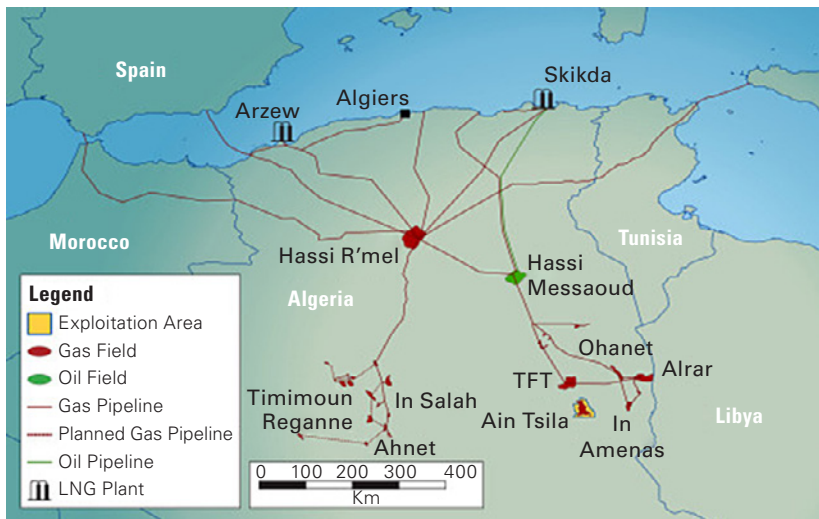 Spain
Skikda
Algiers
Arzew
Morocco
Tunisia
Hassi R'mel
Hassi
Messaoud
Algeria
Legend
Exploitation Area
Gas Field
Oil Field
Gas Pipeline
Planned Gas Pipeline
Oil Pipeline
LNG Plant
Ohanet
Alrar
TFT
Timimoun
In Salah
Reganne
Ain Tsila
In
Amenas
Libya
Ahnet
0 100 200 300 400
Km